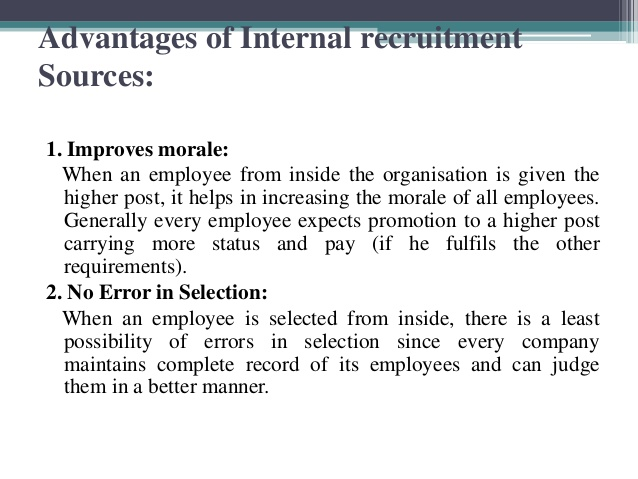 Advantages of Internal recruitment
Sources:
1. Improves morale:
When an employee from inside the organisation is given the
higher post, it helps in increasing the morale of all employees.
Generally every employee expects promotion to a higher post
carrying more status and pay (if he fulfils the other
requirements).
2. No Error in Selection:
When an employee is selected from inside, there is a least
possibility of errors in selection since every company
maintains complete record of its employees and can judge
them in a better manner.